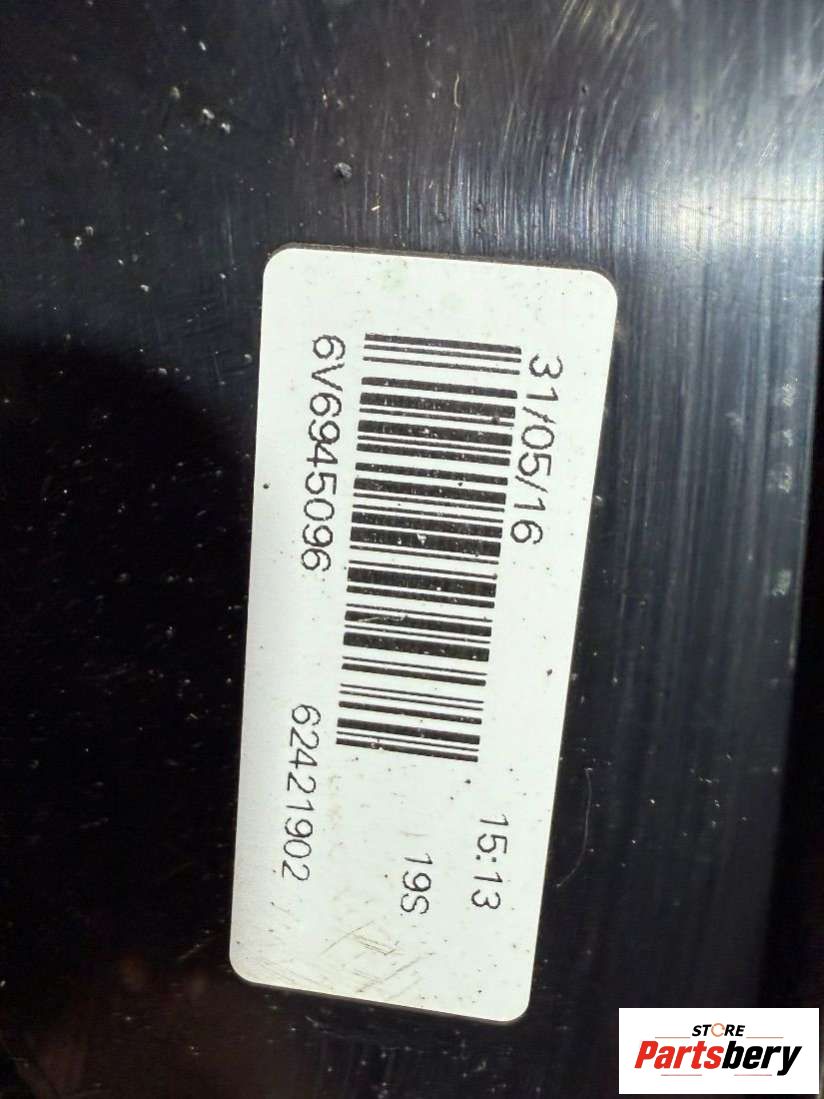 31/05/16 15:13
19S
6V6945096 62421902
STORE
Partsbery